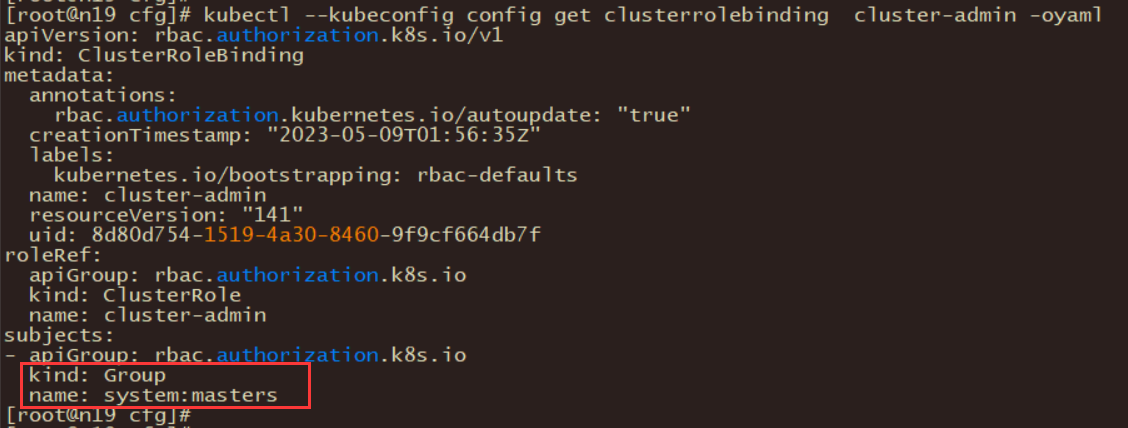 [root@n19 cfg]#
[root@n19 cfg]# kubectl --kubeconfig config get clusterrolebinding  cluster-admin -oyaml
apiVersion: rbac.authorization.k8s.io/v1
kind: ClusterRoleBinding
metadata:
  annotations:
    rbac.authorization.kubernetes.io/autoupdate: "true"
  creationTimestamp: "2023-05-09T01:56:35Z"
  labels:
    kubernetes.io/bootstrapping: rbac-defaults
  name: cluster-admin
  resourceVersion: "141"
  uid: 8d80d754-1519-4a30-8460-9f9cf664db7f
roleRef:
  apiGroup: rbac.authorization.k8s.io
  kind: ClusterRole
  name: cluster-admin
subjects:
- apiGroup: rbac.authorization.k8s.io
  kind: Group
  name: system:masters
[root@n19 cfg]#